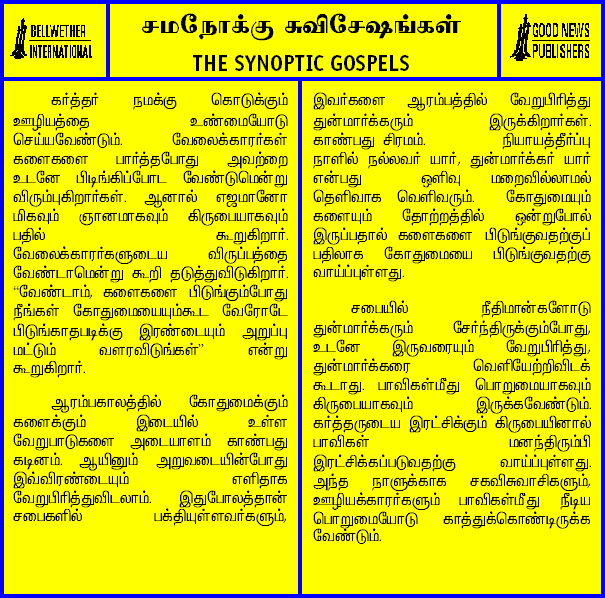 BELLWETHER
INTERNATIONAL
சமநோக்கு சுவிசேஷங்கள்
THE SYNOPTIC GOSPELS
GOOD NEWS
PUBLISHERS
கர்த்தர் நமக்கு கொடுக்கும்
ஊழியத்தை உண்மையோடு
செய்யவேண்டும். வேலைக்காரர்கள்
களைகளை பார்த்தபோது அவற்றை
உடனே பிடிங்கிப்போட வேண்டுமென்று
விரும்புகிறார்கள். ஆனால் எஜமானோ
மிகவும் ஞானமாகவும் கிருபையாகவும்
பதில் கூறுகிறார்.
வேலைக்காரர்களுடைய விருப்பத்தை
வேண்டாமென்று கூறி தடுத்துவிடுகிறார்.
“வேண்டாம், களைகளை பிடுங்கும்போது
நீங்கள் கோதுமையையுங்கூட வேரோடே
பிடுங்காதபடிக்கு இரண்டையும் அறுப்பு
மட்டும் வளரவிடுங்கள்” என்று
கூறுகிறார்.
ஆரம்பகாலத்தில் கோதுமைக்கும்
களைக்கும் இடையில் உள்ள
வேறுபாடுகளை அடையாளம் காண்பது
கடினம். ஆயினும் அறுவடையின்போது
இவ்விரண்டையும் எளிதாக
வேறுபிரித்துவிடலாம். இதுபோலத்தான்
சபைகளில் பக்தியுள்ளவர்களும்,
இவர்களை ஆரம்பத்தில் வேறுபிரித்து
துன்மார்க்கரும் இருக்கிறார்கள்.
காண்பது சிரமம். நியாயத்தீர்ப்பு
நாளில் நல்லவர் யார், துன்மார்க்கர் யார்
என்பது ஒளிவு மறைவில்லாமல்
தெளிவாக வெளிவரும். கோதுமையும்
களையும் தோற்றத்தில் ஒன்றுபோல்
இருப்பதால் களைகளை பிடுங்குவதற்குப்
பதிலாக கோதுமையை பிடுங்குவதற்கு
வாய்ப்புள்ளது.
சபையில் நீதிமான்களோடு
துன்மார்க்கரும் சேர்ந்திருக்கும்போது,
உடனே இருவரையும் வேறுபிரித்து,
துன்மார்க்கரை வெளியேற்றிவிடக்
கூடாது. பாவிகள்மீது பொறுமையாகவும்
கிருபையாகவும் இருக்கவேண்டும்.
கர்த்தருடைய இரட்சிக்கும் கிருபையினால்
பாவிகள் மனந்திரும்பி
இரட்சிக்கப்படுவதற்கு வாய்ப்புள்ளது.
அந்த நாளுக்காக சகவிசுவாசிகளும்,
ஊழியக்காரர்களும் பாவிகள்மீது நீடிய
பொறுமையோடு காத்துக்கொண்டிருக்க
வேண்டும்.